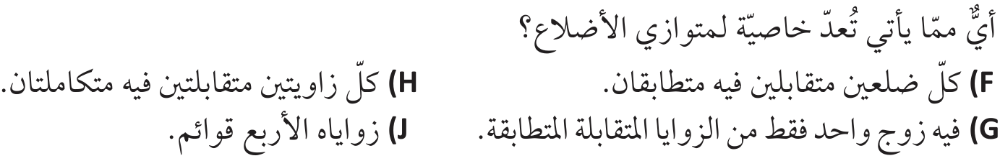 أيٌّ ممّا يأتي تُعدّ خاصيّة لمتوازي الأضلاع؟
F) كلّ ضلعين متقابلين فيه متطابقان. H) كلّ زاويتين متقابلتين فيه متكاملتان.
G) فيه زوج واحد فقط من الزوايا المتقابلة المتطابقة. J) زواياه الأربع قوائم.